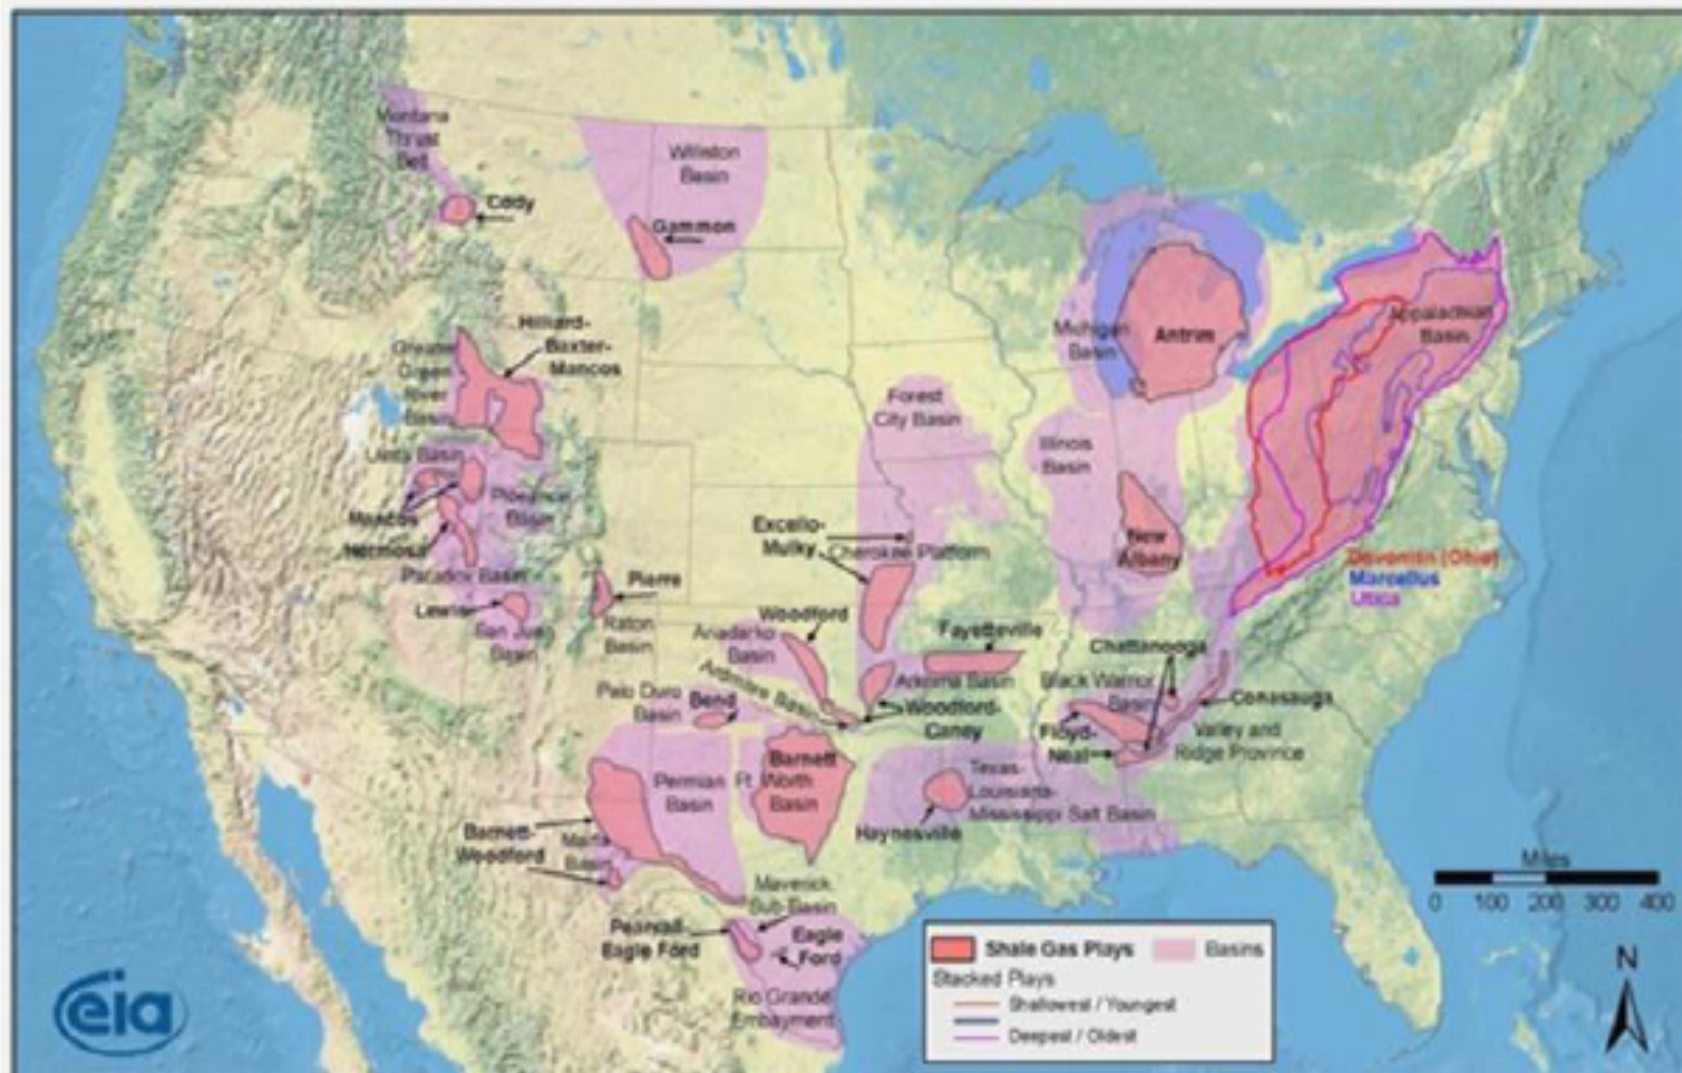 Montana
Thrust
Belt
Cody
Williston
Basin
Gammon
Hilliard-
Baxter-
Mancos
Greater
Green
River
Basin
Uinta Basin
Piceance
Basin
Mancos
Hermosa
Paradox Basin
Lewis
San Juan
Basin
Pierre
Raton
Basin
Forest
City Basin
Excello-
Mulky
Cherokee Platform
Michigan
Basin
Antrim
Illinois
Basin
New
Albany
Appalachian
Basin
Devonian (Ohio)
Marcellus
Utica
Woodford
Anadarko
Basin
Ardmore Basin
Palo Duro
Basin
Bend
Fayetteville
Arkoma Basin
Woodford-
Caney
Chattanooga
Black Warrior
Basin
Conasauga
Floyd-
Neal
Valley and
Ridge Province
Permian
Basin
Barnett
Ft. Worth
Basin
Texas-
Louisiana-
Mississippi Salt Basin
Haynesville
Barnett-
Woodford
Marfa
Basin
Maverick
Sub-Basin
Pearsall-
Eagle Ford
Eagle
Ford
Rio Grande
Embayment
Miles
0 100 200 300 400
N
Shale Gas Plays
Basins
Stacked Plays
Shallowest / Youngest
Deepest / Oldest
eia